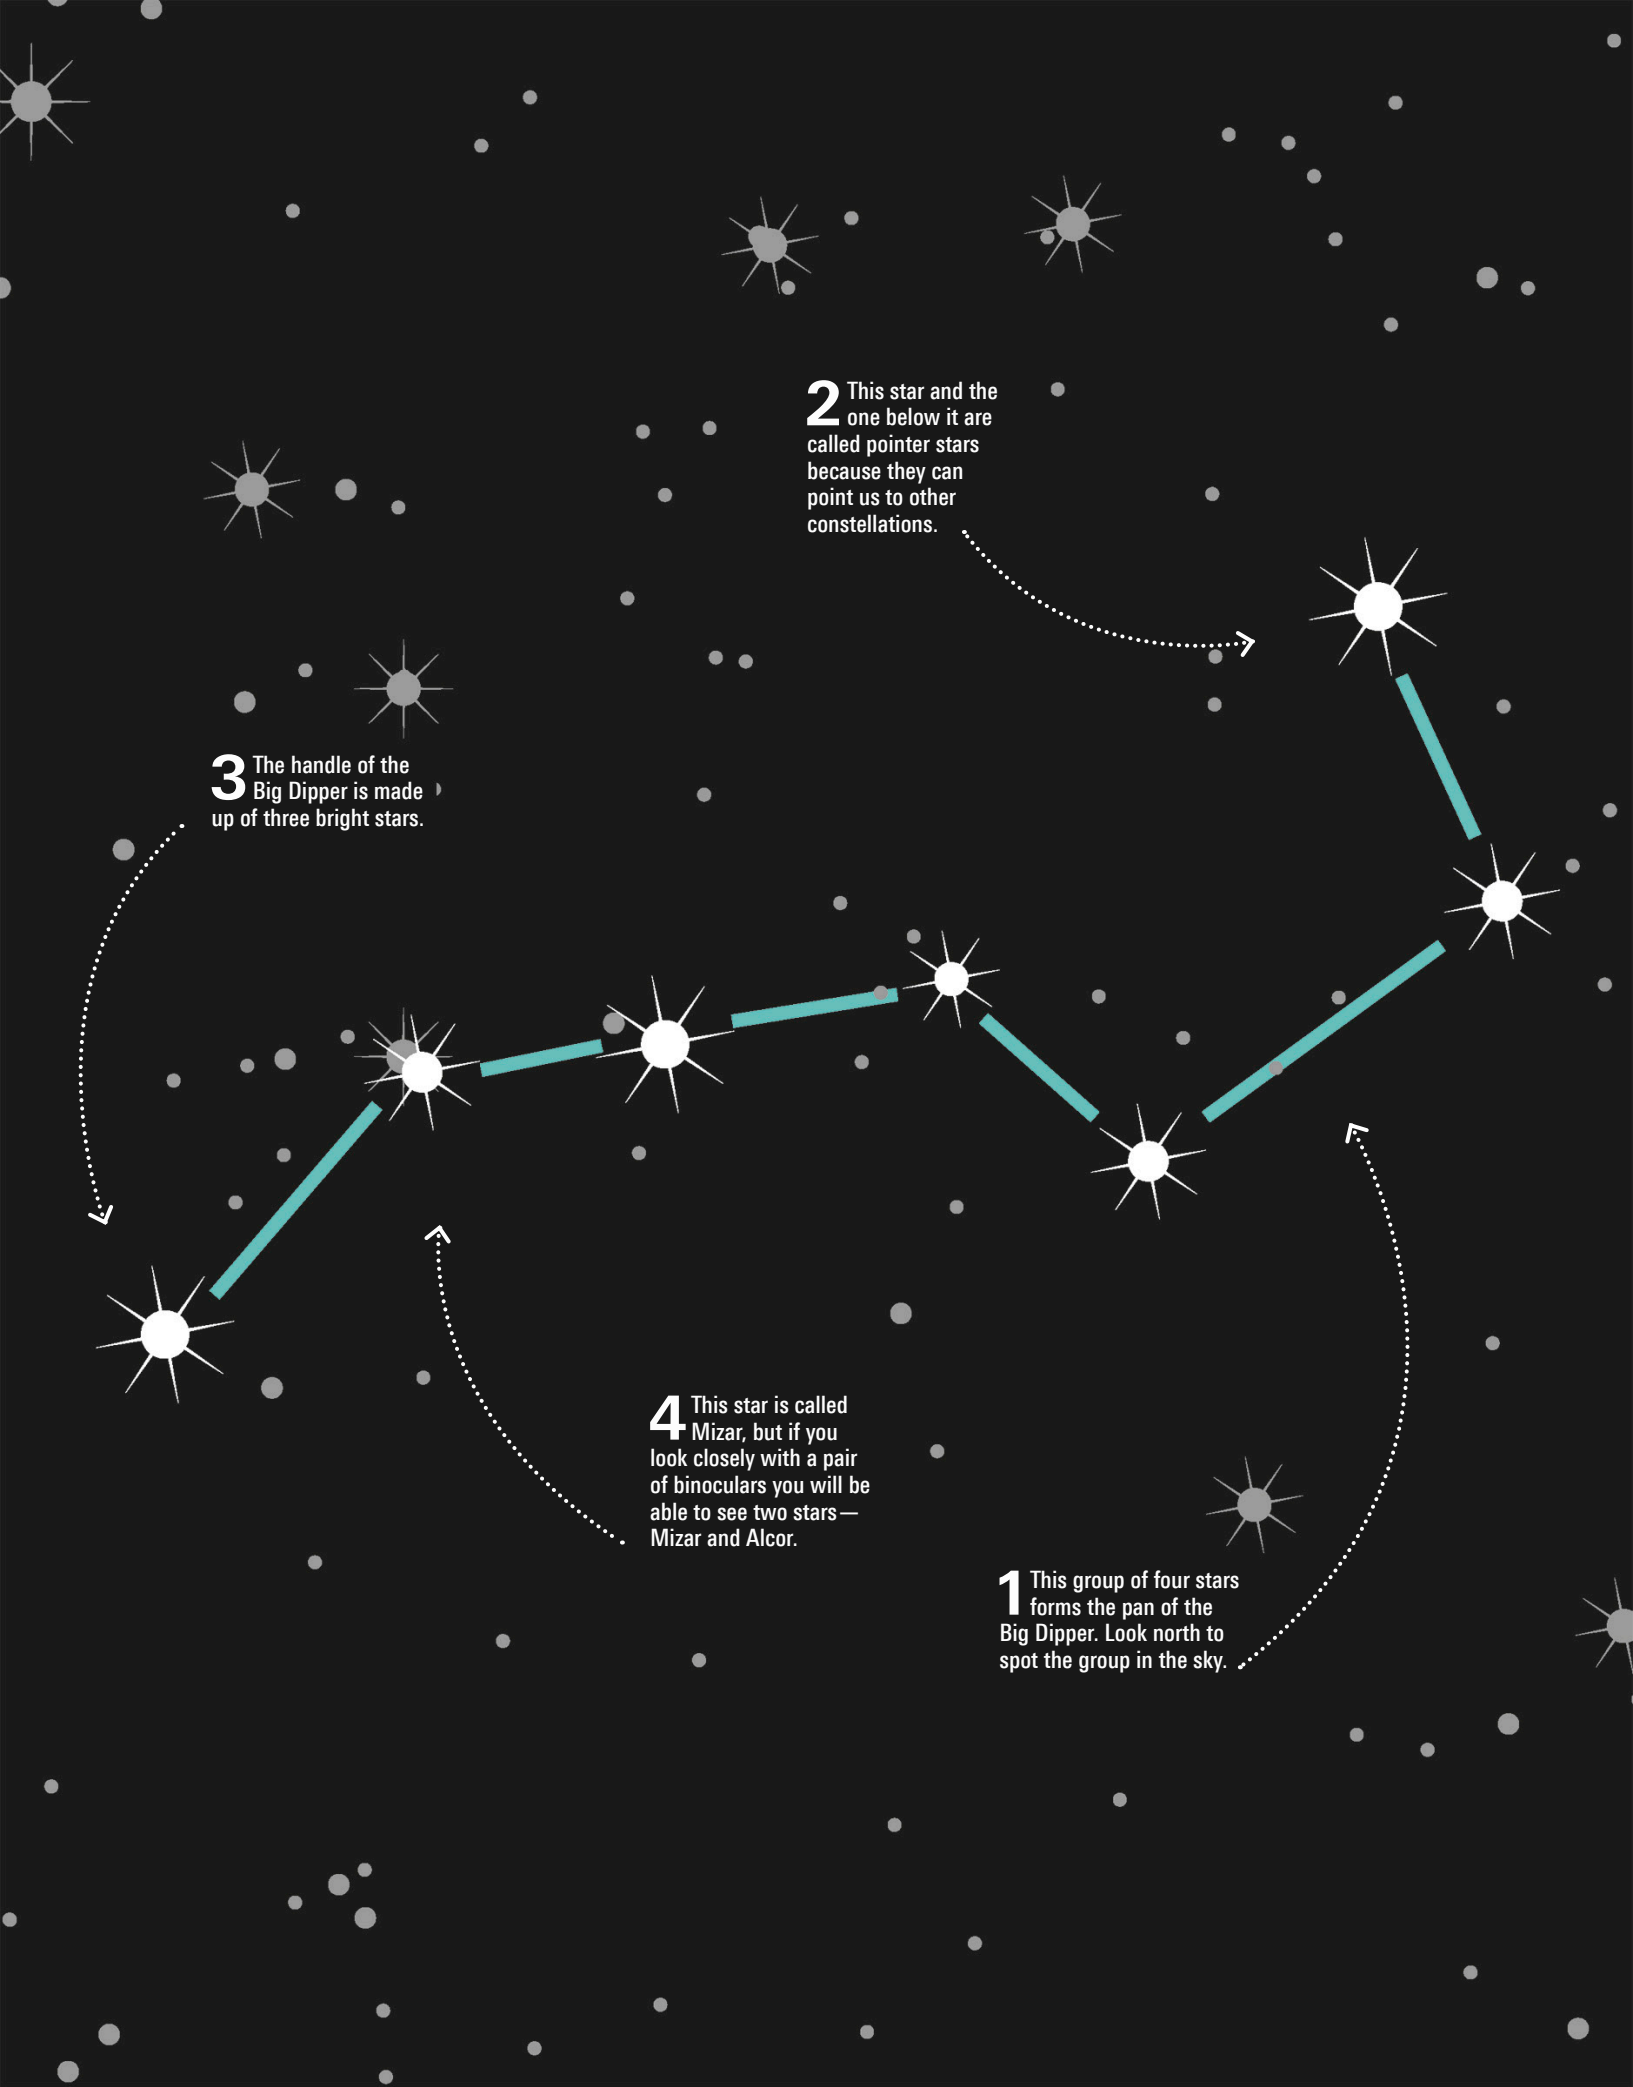 2 This star and the
one below it are
called pointer stars
because they can
point us to other
constellations.
3 The handle of the
Big Dipper is made
up of three bright stars.
4 This star is called
Mizar, but if you
look closely with a pair
of binoculars you will be
able to see two stars—
Mizar and Alcor.
1 This group of four stars
forms the pan of the
Big Dipper. Look north to
spot the group in the sky.